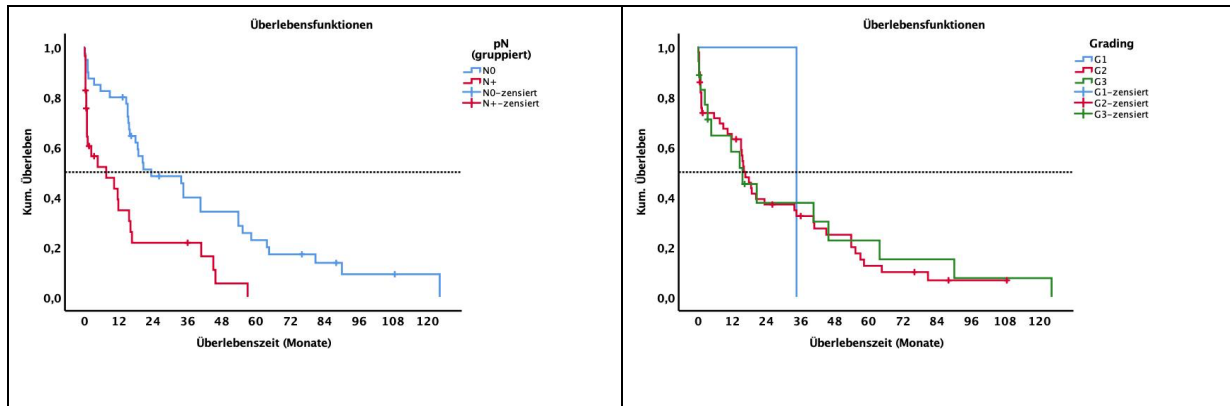 Überlebensfunktionen
1,0
0,8
0,6
0,4
0,2
0,0
Kum. Überleben
0 12 24 36 48 60 72 84 96 108 120
Überlebenszeit (Monate)
pN
(gruppiert)
N0
N+
N0-zensiert
N+-zensiert
Überlebensfunktionen
1,0
0,8
0,6
0,4
0,2
0,0
Kum. Überleben
0 12 24 36 48 60 72 84 96 108 120
Überlebenszeit (Monate)
Grading
G1
G2
G3
G1-zensiert
G2-zensiert
G3-zensiert